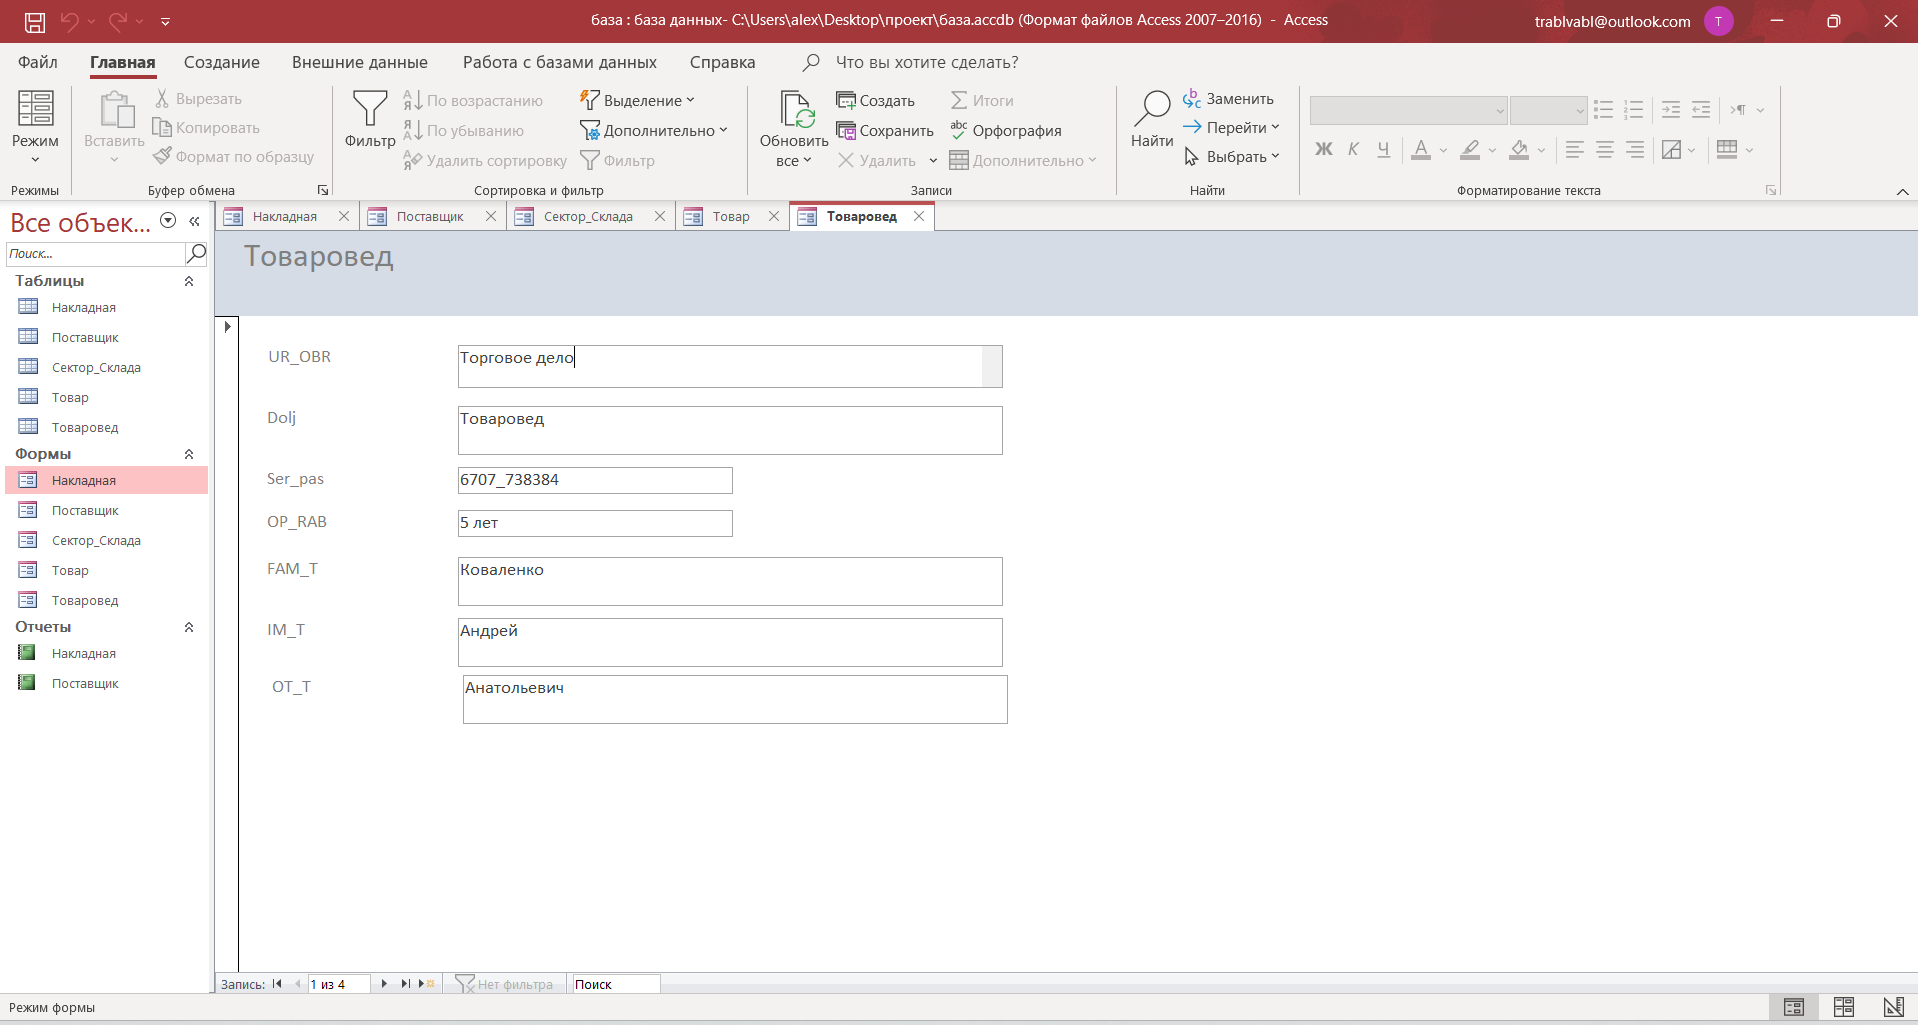 база : база данных- C:\Users\alex\Desktop\проект\база.accdb (Формат файлов Access 2007–2016) - Access
trablvabl@outlook.com
T
Файл
Главная
Создание
Внешние данные
Работа с базами данных
Справка
Что вы хотите сделать?
Режим
Режимы
Вставить
Вырезать
Копировать
Формат по образцу
Буфер обмена
Фильтр
По возрастанию
По убыванию
Удалить сортировку
Выделение
Дополнительно
Фильтр
Сортировка и фильтр
Обновить
все
Создать
Сохранить
Удалить
Итоги
Орфография
Дополнительно
Записи
Найти
Заменить
Перейти
Выбрать
Найти
Ж К Ч А
Форматирование текста
Все объек...
Поиск...
Таблицы
Накладная
Поставщик
Сектор_Склада
Товар
Товаровед
Формы
Накладная
Поставщик
Сектор_Склада
Товар
Товаровед
Отчеты
Накладная
Поставщик
Накладная
Поставщик
Сектор_Склада
Товар
Товаровед
Товаровед
UR_OBR
Торговое дело
Dolj
Товаровед
Ser_pas
6707_738384
OP_RAB
5 лет
FAM_T
Коваленко
IM_T
Андрей
OT_T
Анатольевич
Запись:
1 из 4
Нет фильтра
Поиск
Режим формы